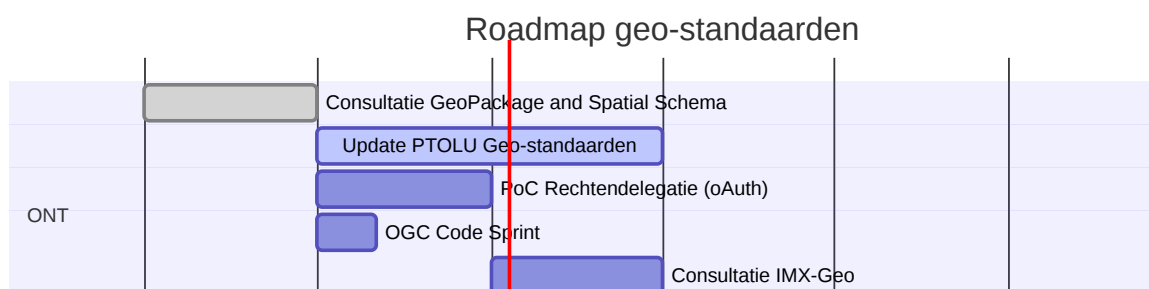 Roadmap geo-standaarden
Consultatie GeoPackage and Spatial Schema
Update PTOLU Geo-standaarden
PoC Rechtendelegatie (oAuth)
ONT
OGC Code Sprint
Consultatie IMX-Geo